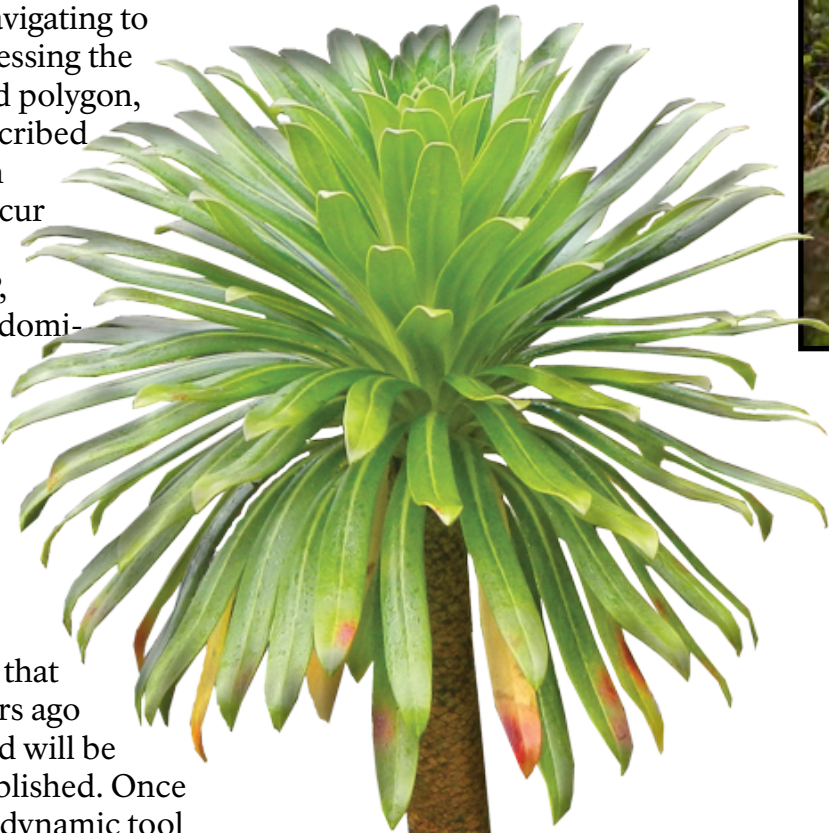 avigating to
essing the
d polygon,
cribed
cur
domi-
that
rs ago
d will be
blished. Once
dynamic tool